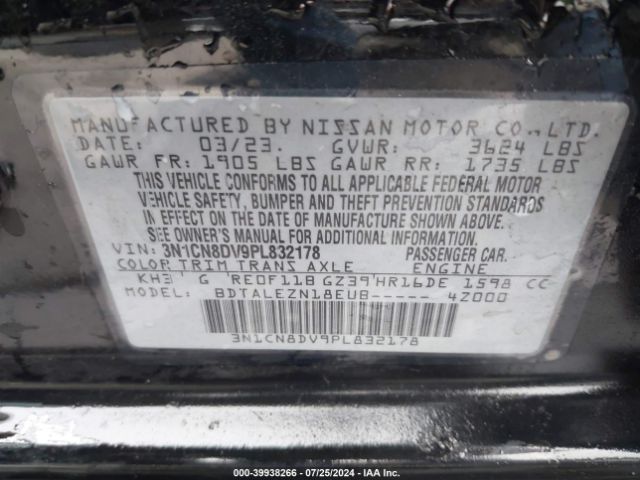 MANUFACTURED BY NISSAN MOTOR CO., LTD.
DATE: 03/23. GVWR: 3624 LBS
GAWR FR: 1905 LBS GAWR RR: 1735 LBS
THIS VEHICLE CONFORMS TO ALL APPLICABLE FEDERAL MOTOR
VEHICLE SAFETY, BUMPER AND THEFT PREVENTION STANDARDS
IN EFFECT ON THE DATE OF MANUFACTURE SHOWN ABOVE.
SEE OWNER'S MANUAL FOR ADDITIONAL INFORMATION
VIN: 3N1CN8DV9PL832178 PASSENGER CAR.
COLOR TRIM TRANS AXLE ENGINE
KH3 G RE0F11B GZ39 HR16DE 1598 CC
MODEL: BDTALEZN18EUB----- 4Z000
3N1CN8DV9PL832178
000-39938266 - 07/25/2024 - IAA Inc.